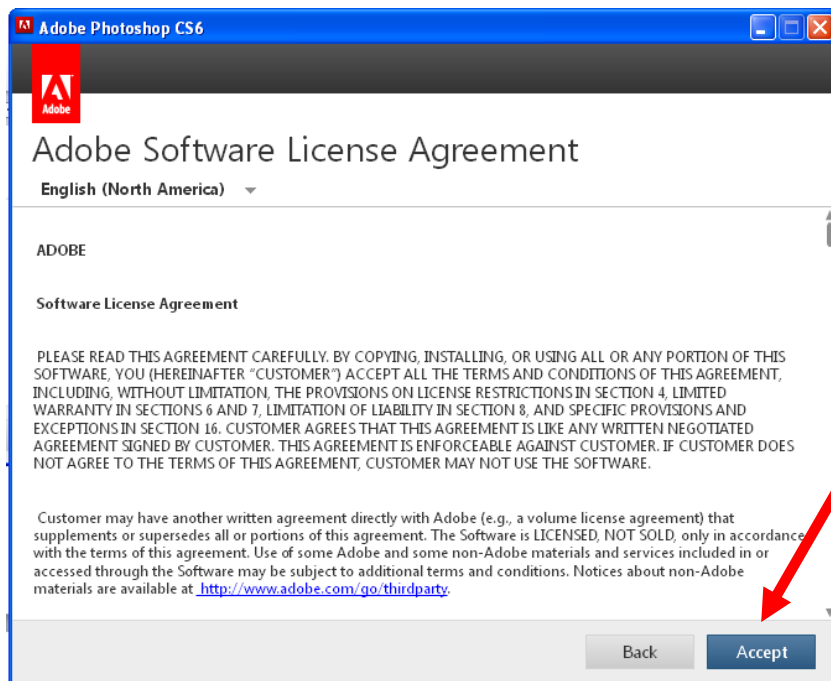 Adobe Photoshop CS6
Adobe
Adobe Software License Agreement
English (North America)
ADOBE
Software License Agreement
PLEASE READ THIS AGREEMENT CAREFULLY. BY COPYING, INSTALLING, OR USING ALL OR ANY PORTION OF THIS
SOFTWARE, YOU (HEREINAFTER “CUSTOMER”) ACCEPT ALL THE TERMS AND CONDITIONS OF THIS AGREEMENT,
INCLUDING, WITHOUT LIMITATION, THE PROVISIONS ON LICENSE RESTRICTIONS IN SECTION 4, LIMITED
WARRANTY IN SECTIONS 6 AND 7, LIMITATION OF LIABILITY IN SECTION 8, AND SPECIFIC PROVISIONS AND
EXCEPTIONS IN SECTION 16. CUSTOMER AGREES THAT THIS AGREEMENT IS LIKE ANY WRITTEN NEGOTIATED
AGREEMENT SIGNED BY CUSTOMER. THIS AGREEMENT IS ENFORCEABLE AGAINST CUSTOMER. IF CUSTOMER DOES
NOT AGREE TO THE TERMS OF THIS AGREEMENT, CUSTOMER MAY NOT USE THE SOFTWARE.
Customer may have another written agreement directly with Adobe (e.g., a volume license agreement) that
supplements or supersedes all or portions of this agreement. The Software is LICENSED, NOT SOLD, only in accordance
with the terms of this agreement. Use of some Adobe and some non-Adobe materials and services included in or
accessed through the Software may be subject to additional terms and conditions. Notices about non-Adobe
materials are available at http://www.adobe.com/go/thirdparty.
Back
Accept